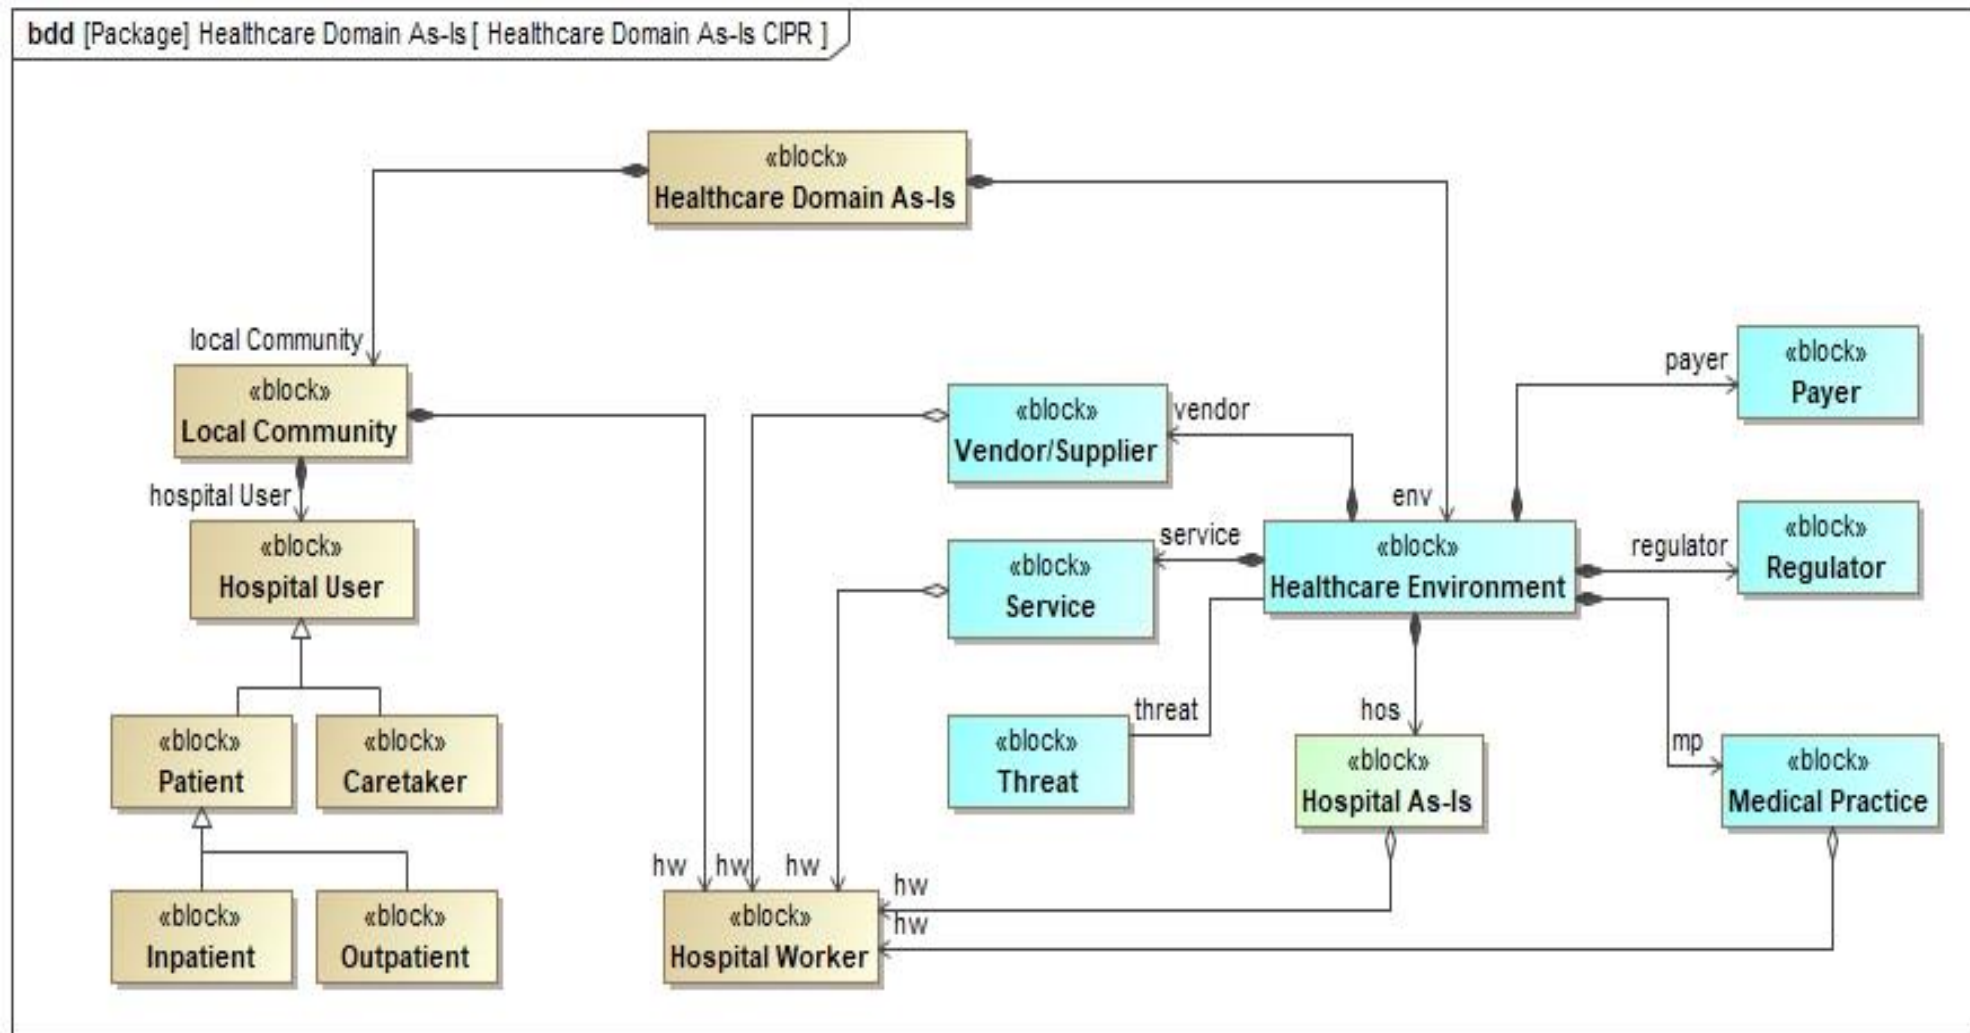 bdd [Package] Healthcare Domain As-Is [ Healthcare Domain As-Is CIPR ]
«block»
Healthcare Domain As-Is
local Community
«block»
Local Community
hospital User
«block»
Hospital User
«block»
Patient
«block»
Caretaker
«block»
Inpatient
«block»
Outpatient
«block»
Vendor/Supplier
vendor
«block»
Service
service
«block»
Threat
threat
env
«block»
Healthcare Environment
payer
«block»
Payer
regulator
«block»
Regulator
hos
«block»
Hospital As-Is
mp
«block»
Medical Practice
hw
hw
hw
hw
hw
«block»
Hospital Worker